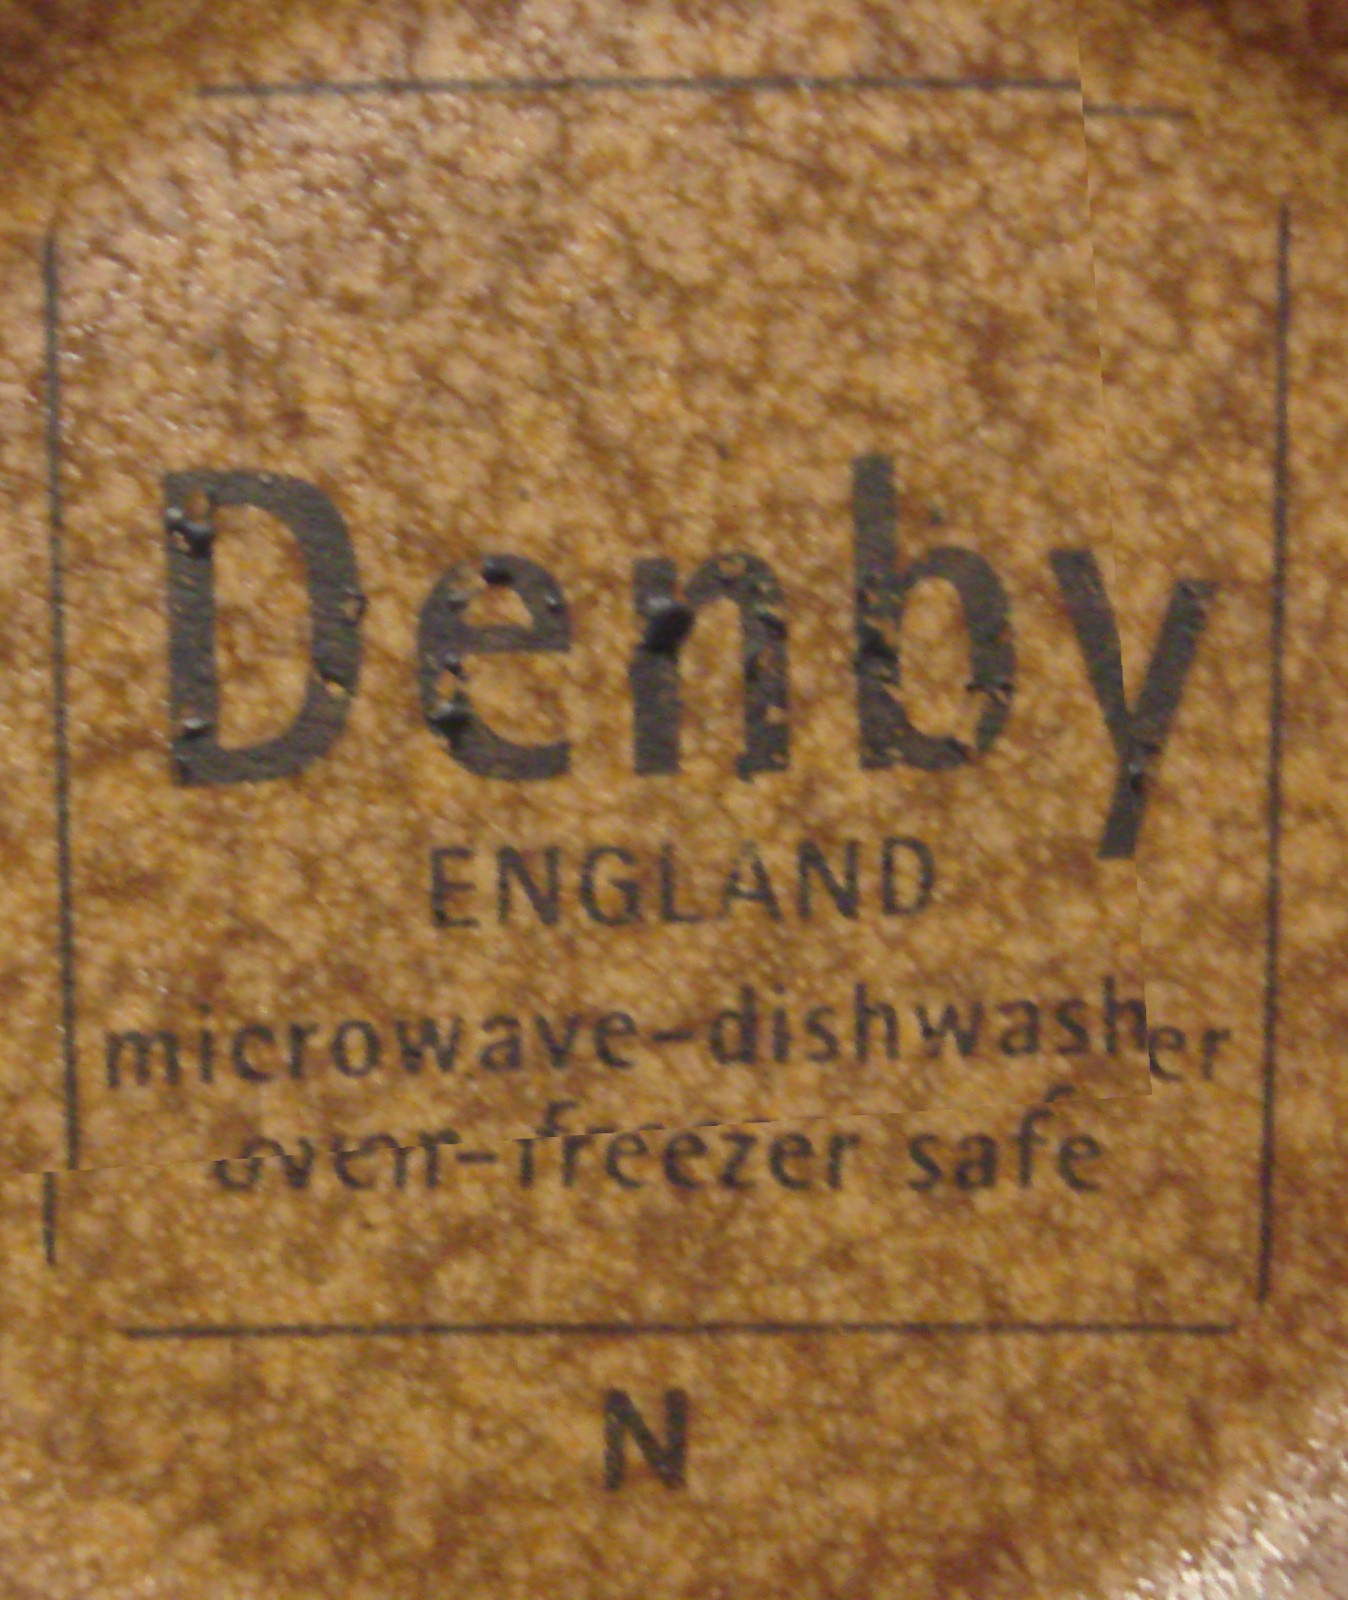 Denby
ENGLAND
microwave-dishwasher
oven-freezer safe
N